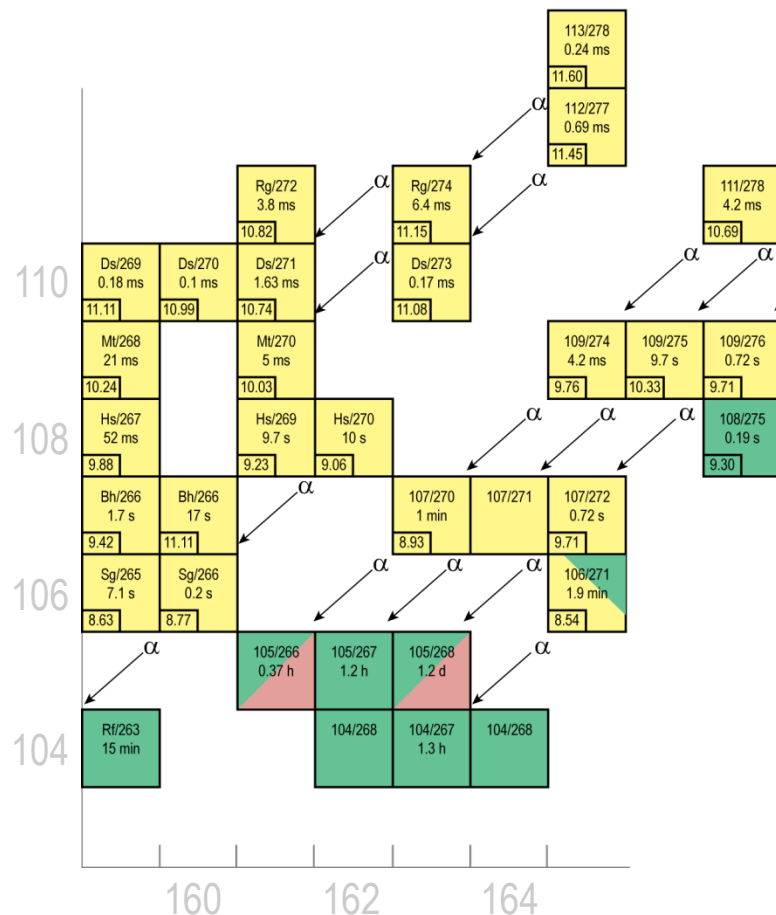 113/278
0.24 ms
11.60
α
112/277
0.69 ms
11.45
α
Rg/272
3.8 ms
10.82
α
Rg/274
6.4 ms
11.15
α
111/278
4.2 ms
10.69
110
Ds/269
0.18 ms
11.11
Ds/270
0.1 ms
10.99
Ds/271
1.63 ms
10.74
α
Ds/273
0.17 ms
11.08
α
α
Mt/268
21 ms
10.24
Mt/270
5 ms
10.03
109/274
4.2 ms
9.76
109/275
9.7 s
10.33
109/276
0.72 s
9.71
108
Hs/267
52 ms
9.88
Hs/269
9.7 s
9.23
Hs/270
10 s
9.06
α
α
α
108/275
0.19 s
9.30
Bh/266
1.7 s
9.42
Bh/266
17 s
11.11
α
107/270
1 min
8.93
107/271
107/272
0.72 s
9.71
106
Sg/265
7.1 s
8.63
Sg/266
0.2 s
8.77
α
α
α
106/271
1.9 min
8.54
α
105/266
0.37 h
105/267
1.2 h
105/268
1.2 d
α
104
Rf/263
15 min
104/268
104/267
1.3 h
104/268
160
162
164